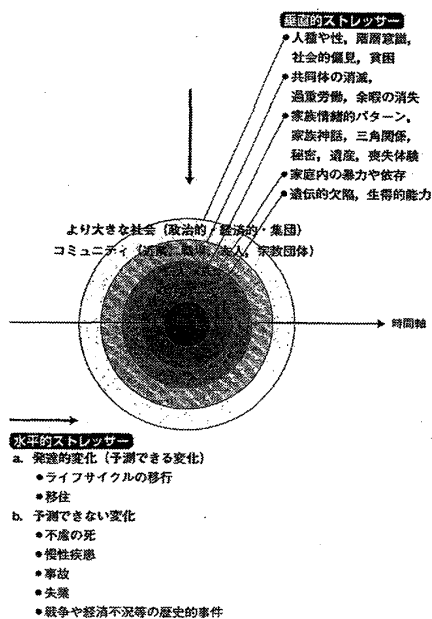 垂直的ストレッサー
●人種や性，階層意識，
社会的偏見，貧困
●共同体の消滅，
過重労働，余暇の消失
●家族情緒的パターン，
家族神話，三角関係，
秘密，遺産，喪失体験
●家庭内の暴力や依存
●遺伝的欠陥，生得的能力
より大きな社会（政治的・経済的・集団）
コミュニティ（近隣，職場，友人，宗教団体）
時間軸
水平的ストレッサー
a. 発達的変化（予測できる変化）
●ライフサイクルの移行
●移住
b. 予測できない変化
●不慮の死
●慢性疾患
●事故
●失業
●戦争や経済不況等の歴史的事件